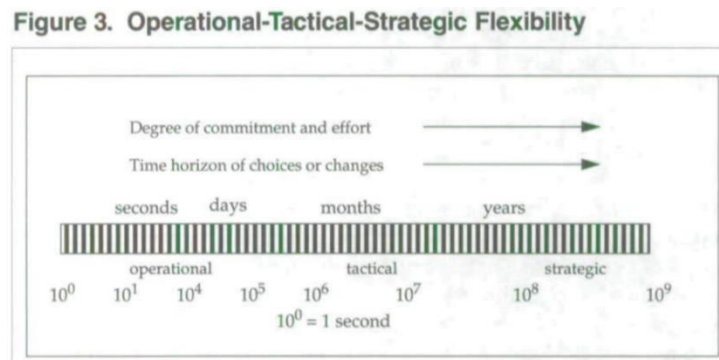 Figure 3. Operational-Tactical-Strategic Flexibility
Degree of commitment and effort
Time horizon of choices or changes
seconds days months years
operational tactical strategic
10⁰ 10¹ 10⁴ 10⁵ 10⁶ 10⁷ 10⁸ 10⁹
10⁰ = 1 second